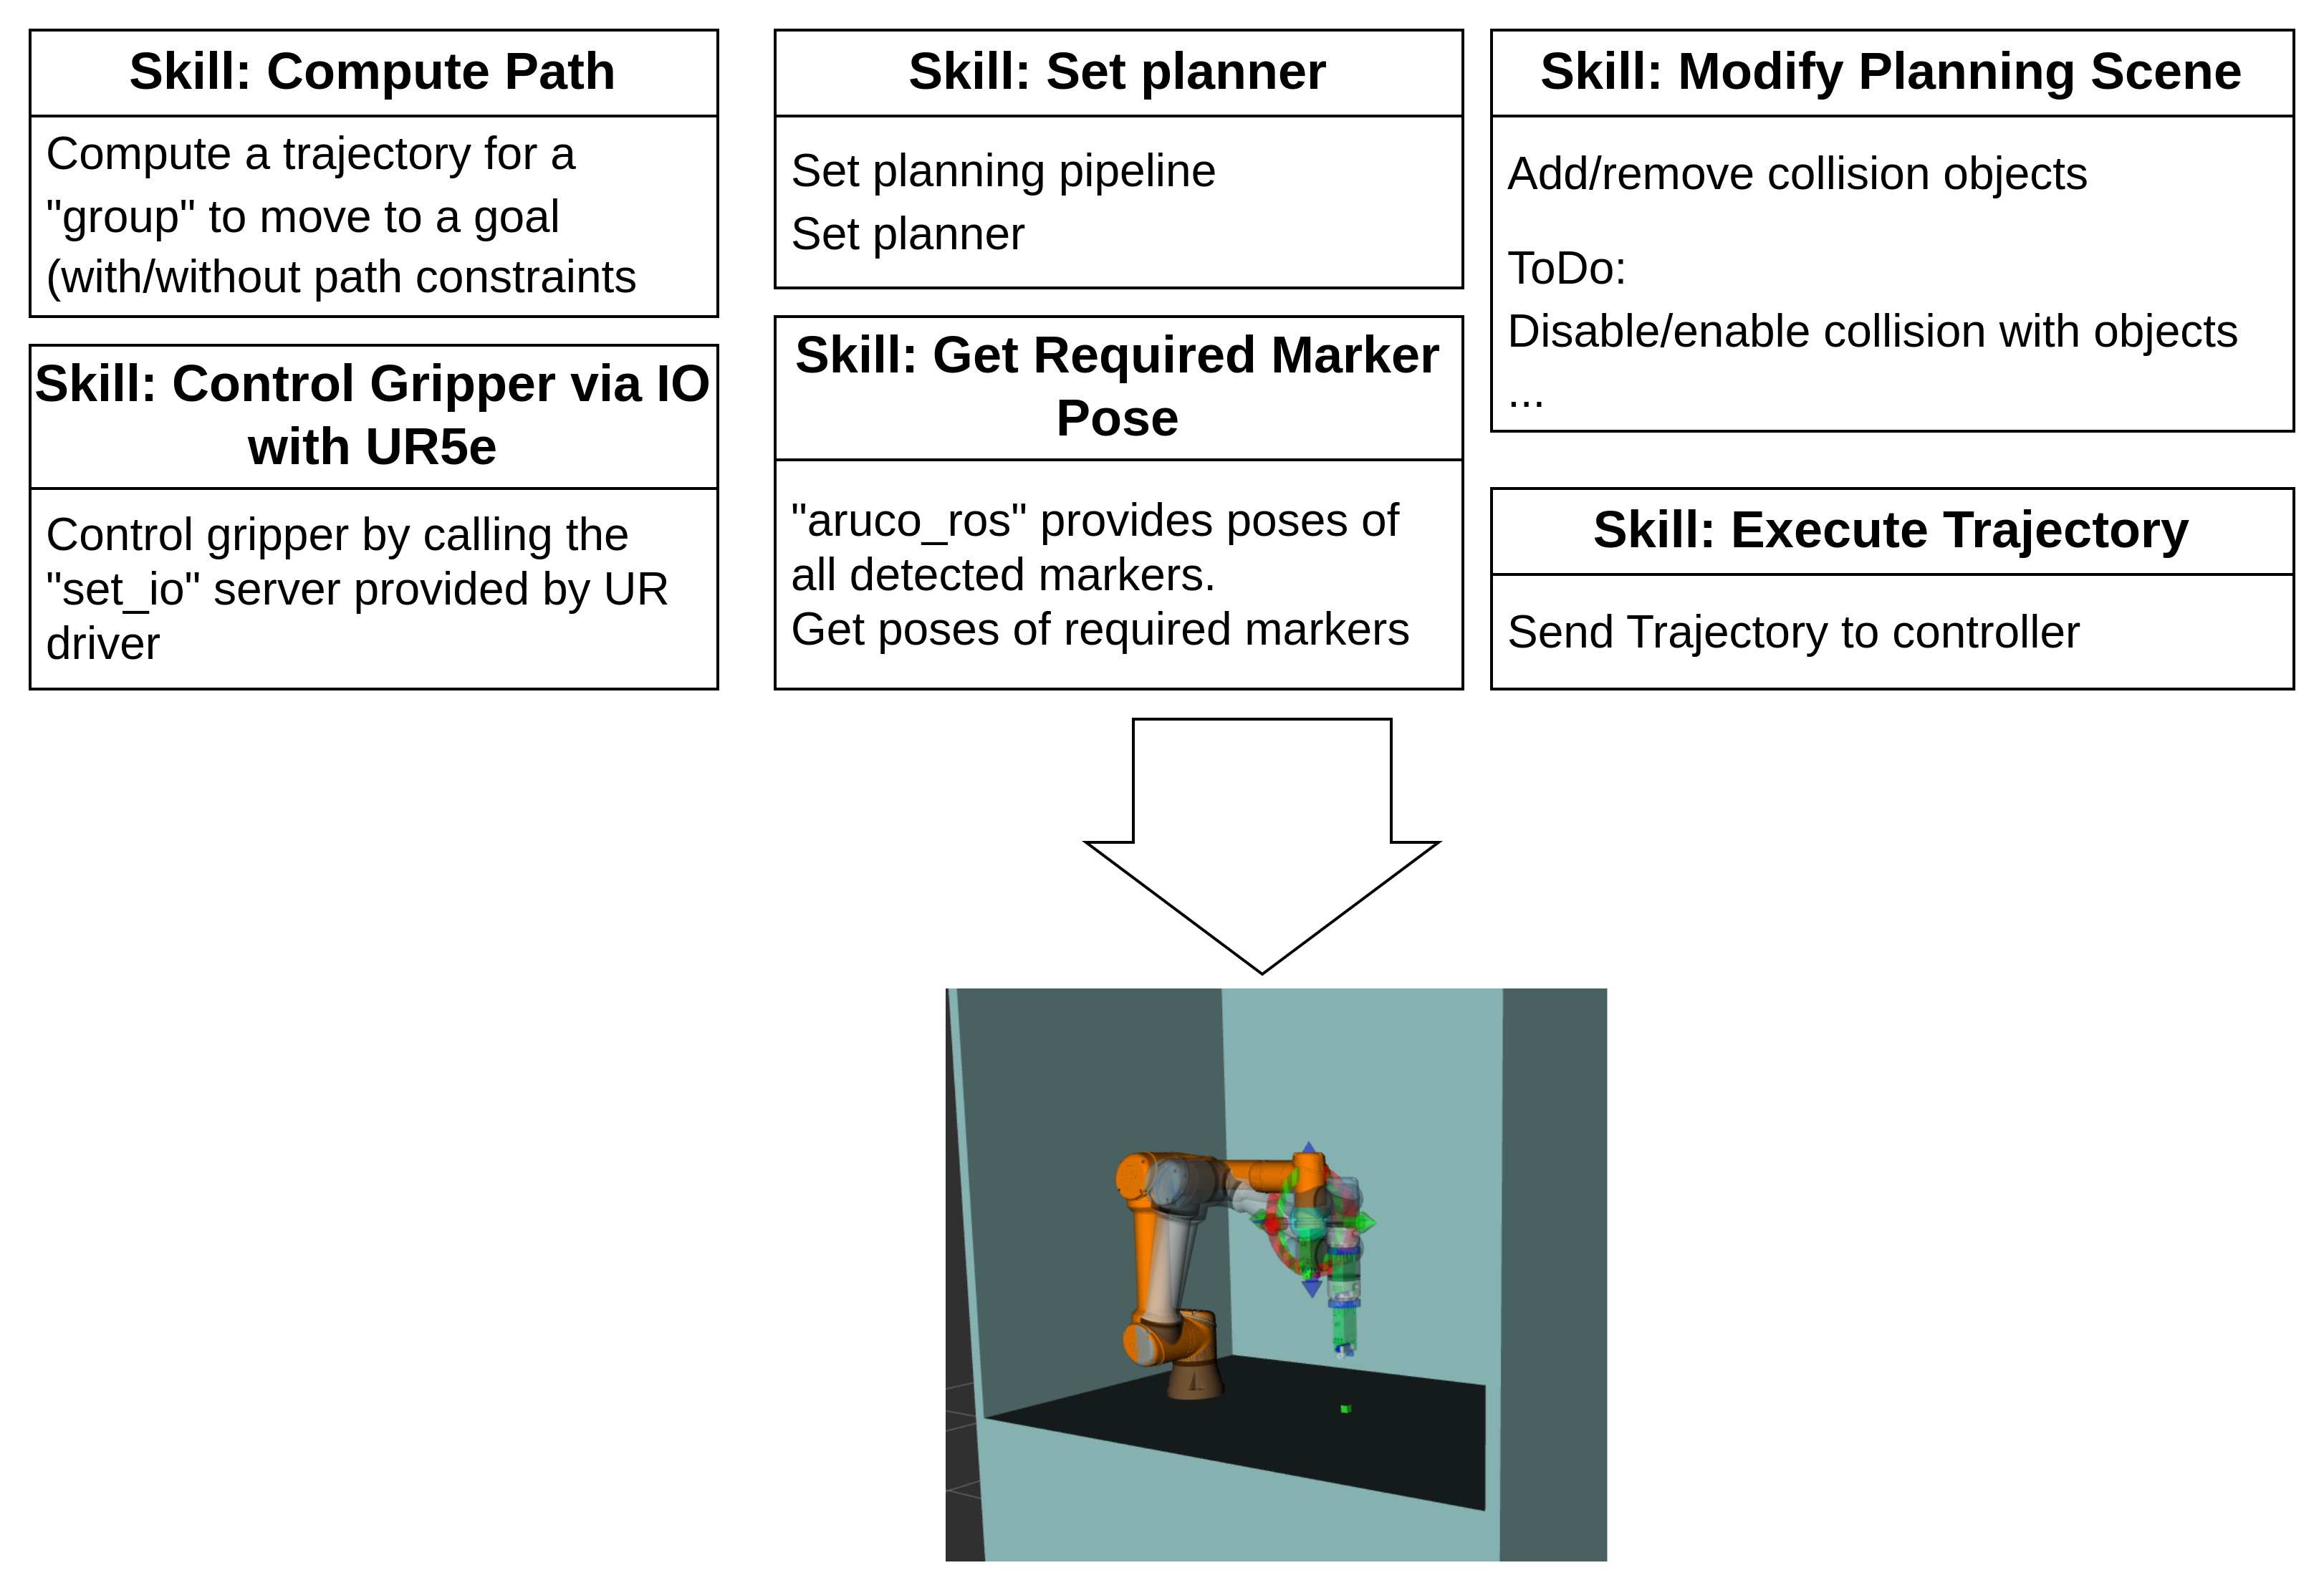 Skill: Compute Path
Compute a trajectory for a
"group" to move to a goal
(with/without path constraints
Skill: Control Gripper via IO
with UR5e
Control gripper by calling the
"set_io" server provided by UR
driver
Skill: Set planner
Set planning pipeline
Set planner
Skill: Get Required Marker
Pose
"aruco_ros" provides poses of
all detected markers.
Get poses of required markers
Skill: Modify Planning Scene
Add/remove collision objects
ToDo:
Disable/enable collision with objects
...
Skill: Execute Trajectory
Send Trajectory to controller